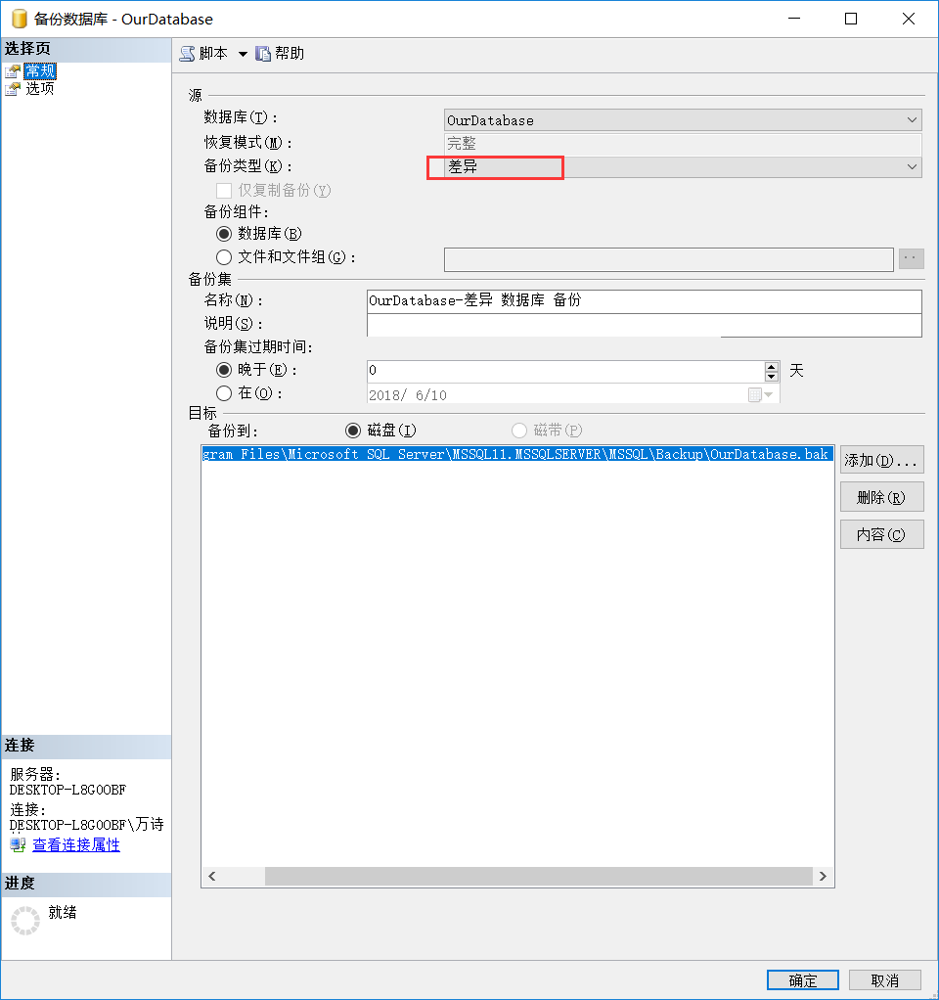 备份数据库 - OurDatabase
选择页
常规
选项
脚本
帮助
源
数据库(T):
OurDatabase
恢复模式(M):
完整
备份类型(K):
差异
仅复制备份(Y)
备份组件:
数据库(B)
文件和文件组(G):
..
备份集
名称(N):
OurDatabase-差异 数据库 备份
说明(S):
备份集过期时间:
晚于(E):
0
天
在(O):
2018/ 6/10
目标
备份到:
磁盘(I)
磁带(P)
gram Files\Microsoft SQL Server\MSSQL11.MSSQLSERVER\MSSQL\Backup\OurDatabase.bak
添加(D)...
删除(R)
内容(C)
连接
服务器:
DESKTOP-L8GOOBF
连接:
DESKTOP-L8GOOBF\万诗
查看连接属性
进度
就绪
确定
取消